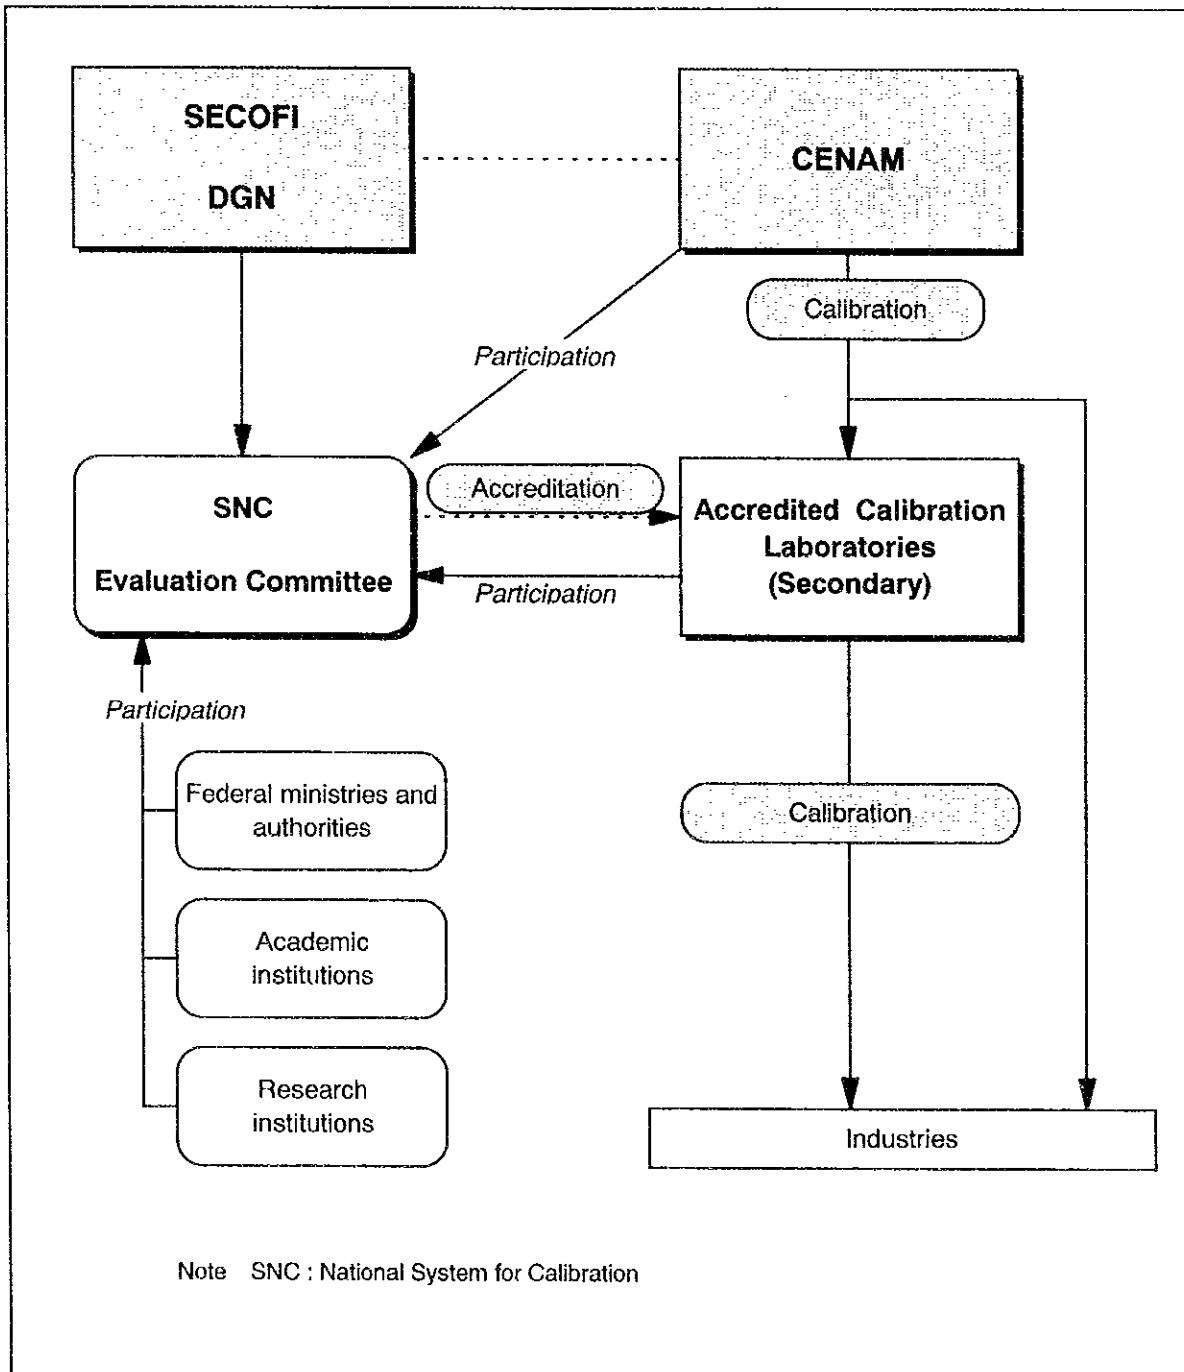 SECOFI
DGN
CENAM
Calibration
Participation
Accreditation
SNC
Evaluation Committee
Accredited Calibration
Laboratories
(Secondary)
Participation
Participation
Federal ministries and
authorities
Calibration
Academic
institutions
Research
institutions
Industries
Note SNC : National System for Calibration